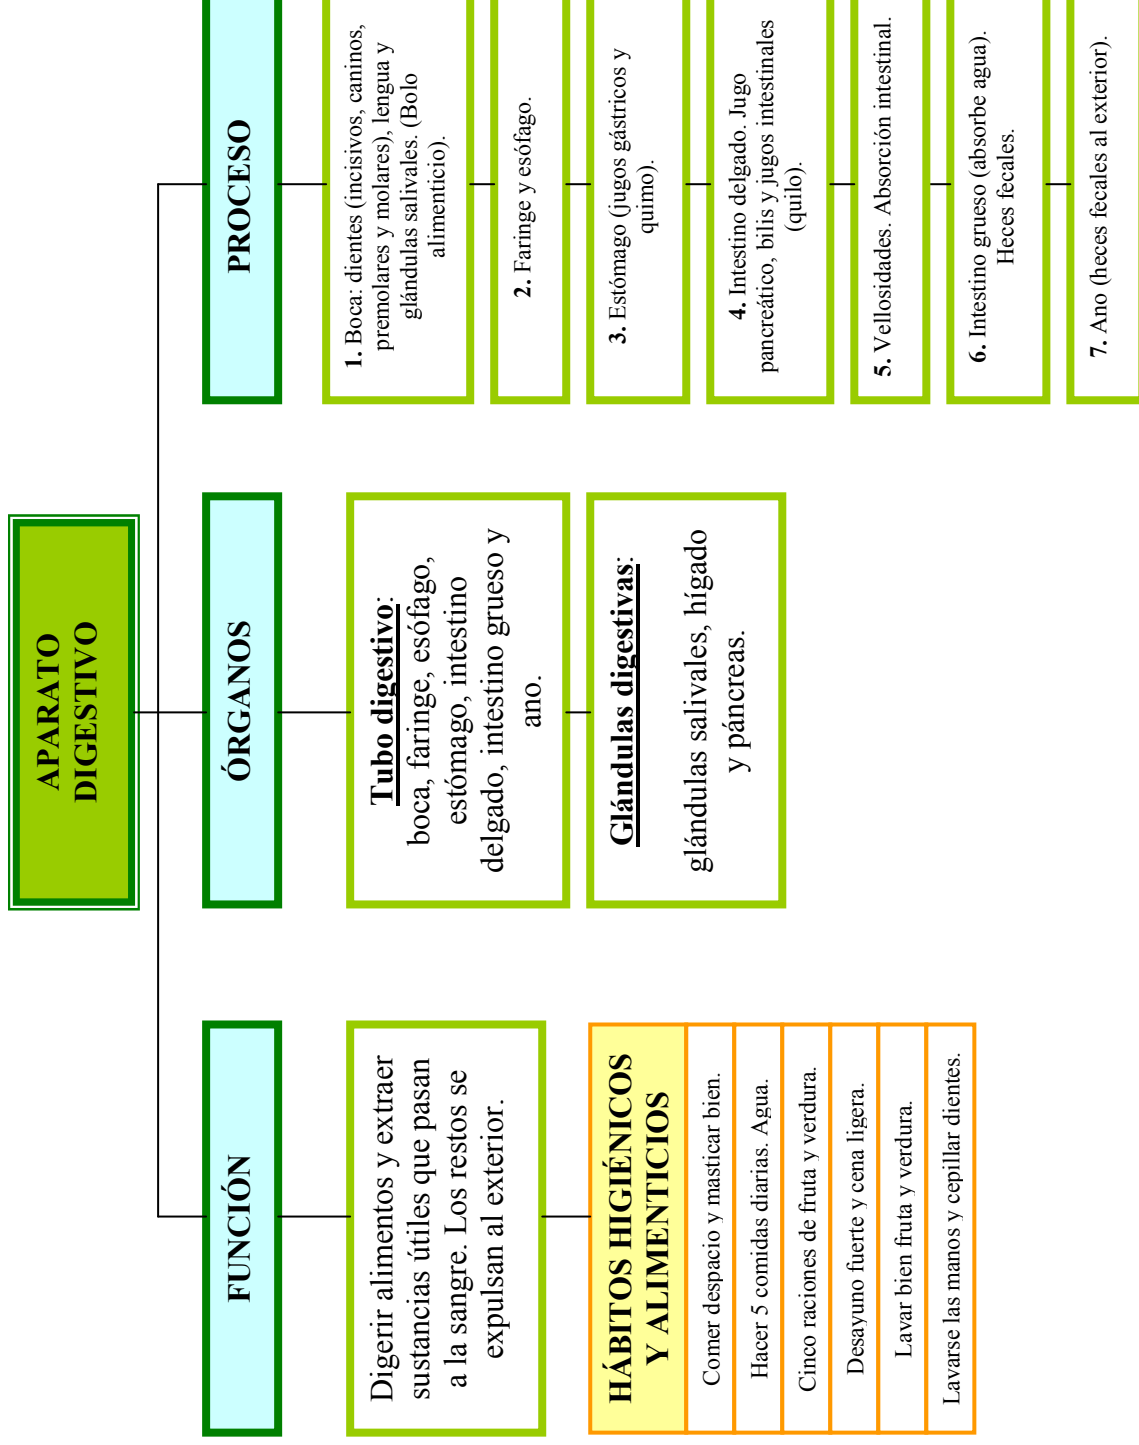 APARATO
DIGESTIVO
FUNCIÓN
Digerir alimentos y extraer
sustancias útiles que pasan
a la sangre. Los restos se
expulsan al exterior.
HÁBITOS HIGIÉNICOS
Y ALIMENTICIOS
Comer despacio y masticar bien.
Hacer 5 comidas diarias. Agua.
Cinco raciones de fruta y verdura.
Desayuno fuerte y cena ligera.
Lavar bien fruta y verdura.
Lavarse las manos y cepillar dientes.
ÓRGANOS
Tubo digestivo:
boca, faringe, esófago,
estómago, intestino
delgado, intestino grueso y
ano.
Glándulas digestivas:
glándulas salivales, hígado
y páncreas.
PROCESO
1. Boca: dientes (incisivos, caninos,
premolares y molares), lengua y
glándulas salivales. (Bolo
alimenticio).
2. Faringe y esófago.
3. Estómago (jugos gástricos y
quimo).
4. Intestino delgado. Jugo
pancreático, bilis y jugos intestinales
(quilo).
5. Vellosidades. Absorción intestinal.
6. Intestino grueso (absorbe agua).
Heces fecales.
7. Ano (heces fecales al exterior).